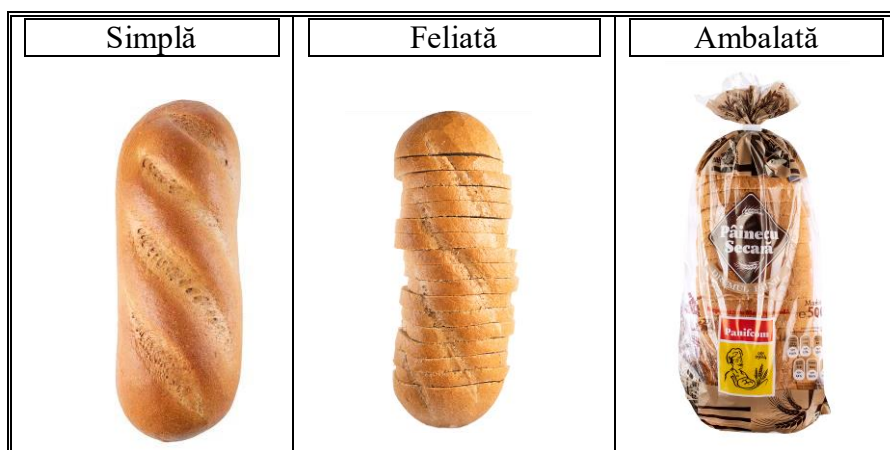 Simplă
Feliată
Ambalată
Pâine cu
Secară
Panifcom